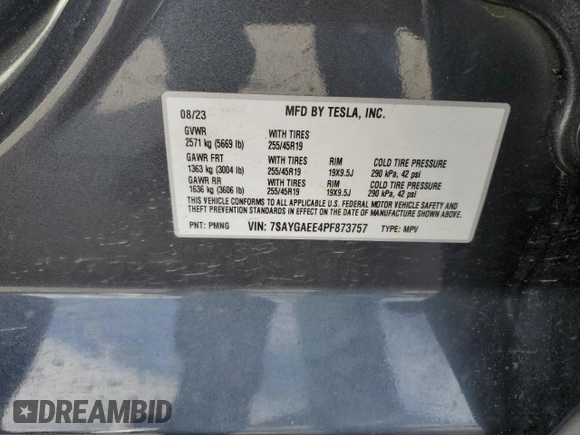 08/23 MFD BY TESLA, INC.
GVWR WITH TIRES
2571 kg (5669 lb) 255/45R19
GAWR FRT WITH TIRES RIM COLD TIRE PRESSURE
1363 kg (3004 lb) 255/45R19 19X9.5J 290 kPa, 42 psi
GAWR RR WITH TIRES RIM COLD TIRE PRESSURE
1636 kg (3606 lb) 255/45R19 19X9.5J 290 kPa, 42 psi
THIS VEHICLE CONFORMS TO ALL APPLICABLE U.S. FEDERAL MOTOR VEHICLE SAFETY AND
THEFT PREVENTION STANDARDS IN EFFECT ON THE DATE OF MANUFACTURE SHOWN ABOVE.
PNT: PMNG VIN: 7SAYGAEE4PF873757 TYPE: MPV
DREAMBID